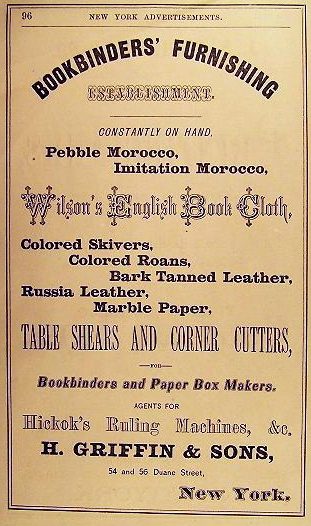 96 NEW YORK ADVERTISEMENTS.
BOOKBINDERS' FURNISHING
ESTABLISHMENT.
CONSTANTLY ON HAND,
Pebble Morocco,
Imitation Morocco,
Wilson's English Book Cloth,
Colored Skivers,
Colored Roans,
Bark Tanned Leather,
Russia Leather,
Marble Paper,
TABLE SHEARS AND CORNER CUTTERS,
—FOR—
Bookbinders and Paper Box Makers.
AGENTS FOR
Hickok's Ruling Machines, &c.
H. GRIFFIN & SONS,
54 and 56 Duane Street,
New York.